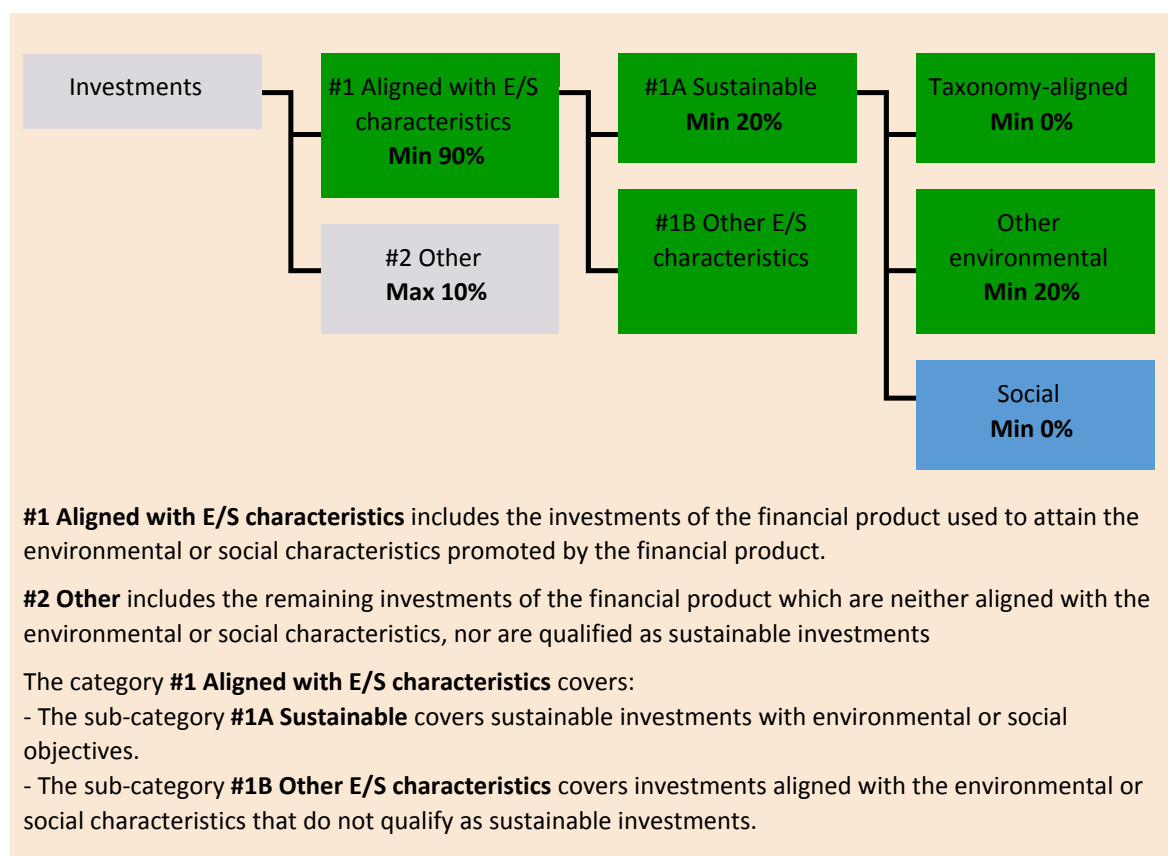 Investments
#1 Aligned with E/S
characteristics
Min 90%
#2 Other
Max 10%
#1A Sustainable
Min 20%
#1B Other E/S
characteristics
Taxonomy-aligned
Min 0%
Other
environmental
Min 20%
Social
Min 0%
#1 Aligned with E/S characteristics includes the investments of the financial product used to attain the
environmental or social characteristics promoted by the financial product.
#2 Other includes the remaining investments of the financial product which are neither aligned with the
environmental or social characteristics, nor are qualified as sustainable investments
The category #1 Aligned with E/S characteristics covers:
- The sub-category #1A Sustainable covers sustainable investments with environmental or social
objectives.
- The sub-category #1B Other E/S characteristics covers investments aligned with the environmental or
social characteristics that do not qualify as sustainable investments.